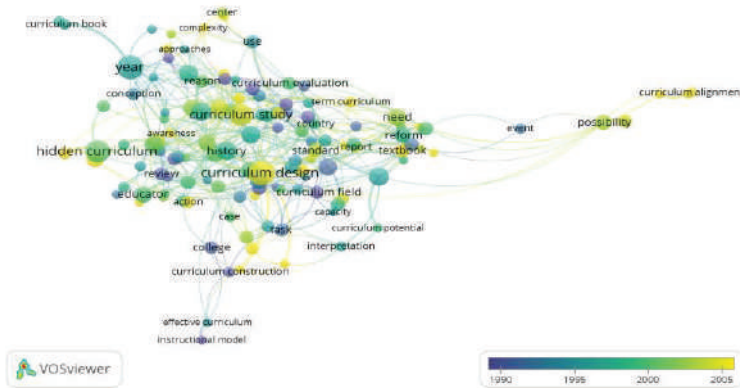 center
curriculum book
complexity
use
approaches
year
reason
curriculum evaluation
conception
term curriculum
curriculum alignment
curriculum study
need
possibility
country
event
awareness
reform
hidden curriculum
history
standard
report
textbook
review
curriculum design
educator
action
curriculum field
case
capacity
task
curriculum potential
college
interpretation
curriculum construction
effective curriculum
instructional model
VOSviewer
1990
1995
2000
2005